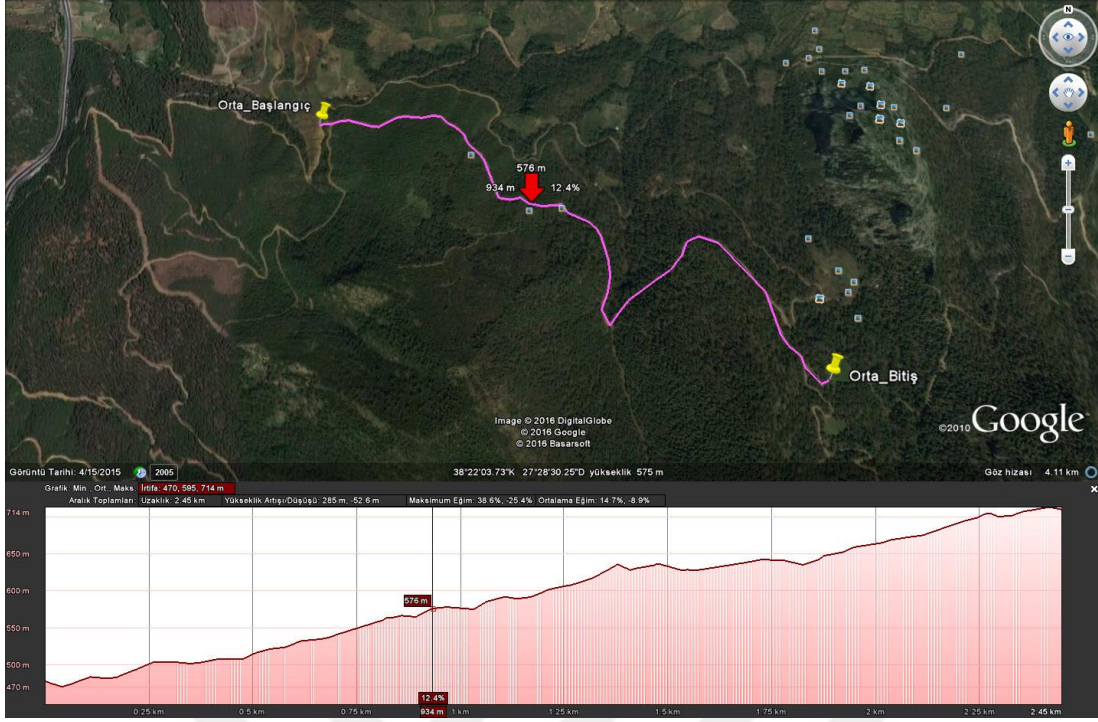 N
Orta_Başlangıç
576 m
934 m
12.4%
Orta_Bitiş
Image © 2016 DigitalGlobe
© 2016 Google
© 2016 Basarsoft
©2010 Google
Görüntü Tarihi: 4/15/2015 2005 38°22'03.73"K 27°28'30.25"D yükseklik 575 m Göz hizası 4.11 km
Grafik: Min., Ort., Maks. İrtifa: 470, 595, 714 m
Aralık Toplamları: Uzaklık: 2.45 km Yükseklik Artışı/Düşüşü: 285 m, -52.6 m Maksimum Eğim: 38.6%, -25.4% Ortalama Eğim: 14.7%, -8.9%
714 m
650 m
600 m
576 m
550 m
500 m
470 m
12.4%
0.25 km 0.5 km 0.75 km 934 m 1 km 1.25 km 1.5 km 1.75 km 2 km 2.25 km 2.45 km